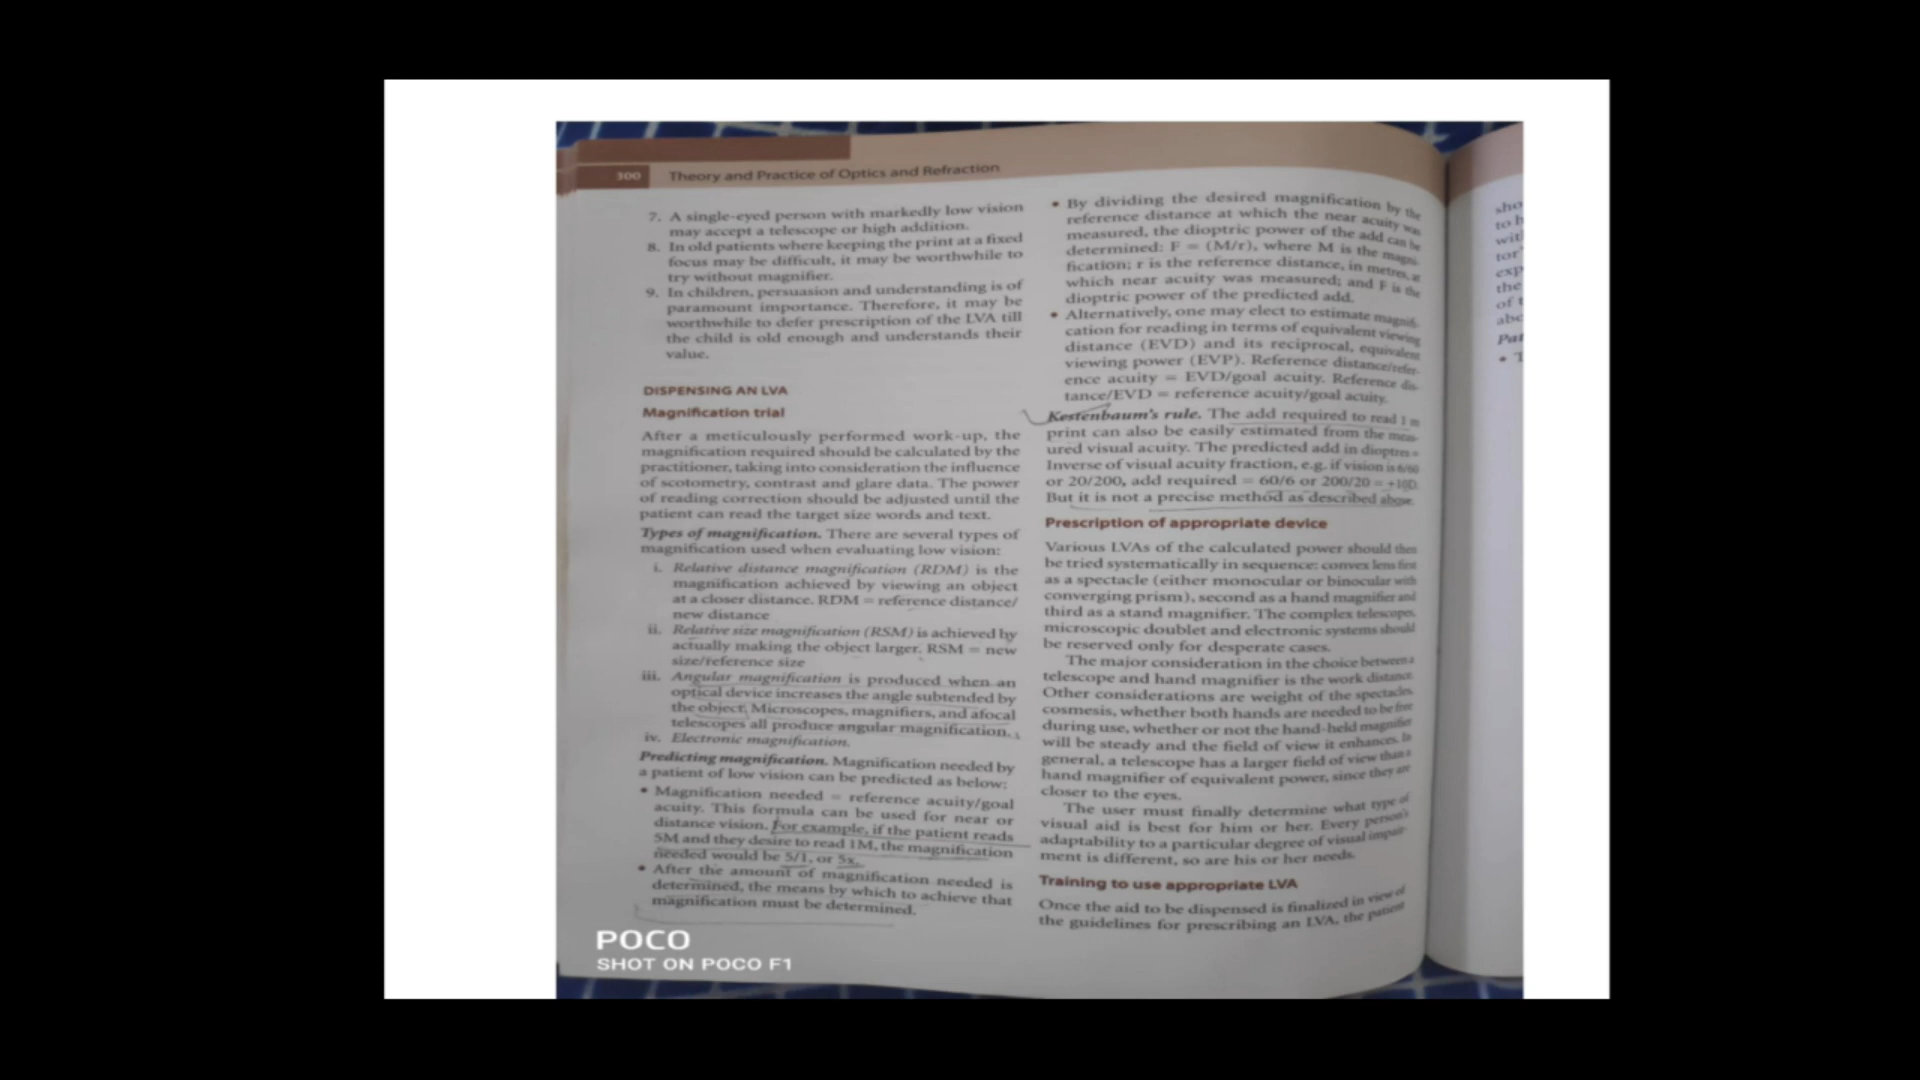 300 Theory and Practice of Optics and Refraction
7. A single-eyed person with markedly low vision
may accept a telescope or high addition.
8. In old patients where keeping the print at a fixed
focus may be difficult, it may be worthwhile to
try without magnifier.
9. In children, persuasion and understanding is of
paramount importance. Therefore, it may be
worthwhile to defer prescription of the LVA till
the child is old enough and understands their
value.
DISPENSING AN LVA
Magnification trial
After a meticulously performed work-up, the
magnification required should be calculated by the
practitioner, taking into consideration the influence
of scotometry, contrast and glare data. The power
of reading correction should be adjusted until the
patient can read the target size words and text.
Types of magnification. There are several types of
magnification used when evaluating low vision:
i. Relative distance magnification (RDM) is the
magnification achieved by viewing an object
at a closer distance. RDM = reference distance/
new distance
ii. Relative size magnification (RSM) is achieved by
actually making the object larger. RSM = new
size/reference size
iii. Angular magnification is produced when an
optical device increases the angle subtended by
the object. Microscopes, magnifiers, and afocal
telescopes all produce angular magnification.
iv. Electronic magnification.
Predicting magnification. Magnification needed by
a patient of low vision can be predicted as below:
• Magnification needed = reference acuity/goal
acuity. This formula can be used for near or
distance vision. For example, if the patient reads
5M and they desire to read 1M, the magnification
needed would be 5/1, or 5x.
• After the amount of magnification needed is
determined, the means by which to achieve that
magnification must be determined.
• By dividing the desired magnification by the
reference distance at which the near acuity was
measured, the dioptric power of the add can be
determined: F = (M/r), where M is the magni-
fication; r is the reference distance, in metres, at
which near acuity was measured; and F is the
dioptric power of the predicted add.
• Alternatively, one may elect to estimate magnifi-
cation for reading in terms of equivalent viewing
distance (EVD) and its reciprocal, equivalent
viewing power (EVP). Reference distance/refer-
ence acuity = EVD/goal acuity. Reference dis-
tance/EVD = reference acuity/goal acuity.
Kestenbaum's rule. The add required to read 1 m
print can also be easily estimated from the meas-
ured visual acuity. The predicted add in dioptres =
Inverse of visual acuity fraction, e.g. if vision is 6/60
or 20/200, add required = 60/6 or 200/20 = +10D.
But it is not a precise method as described above.
Prescription of appropriate device
Various LVAs of the calculated power should then
be tried systematically in sequence: convex lens first
as a spectacle (either monocular or binocular with
converging prism), second as a hand magnifier and
third as a stand magnifier. The complex telescopes,
microscopic doublet and electronic systems should
be reserved only for desperate cases.
The major consideration in the choice between a
telescope and hand magnifier is the work distance.
Other considerations are weight of the spectacles,
cosmesis, whether both hands are needed to be free
during use, whether or not the hand-held magnifier
will be steady and the field of view it enhances. In
general, a telescope has a larger field of view than a
hand magnifier of equivalent power, since they are
closer to the eyes.
The user must finally determine what type of
visual aid is best for him or her. Every person's
adaptability to a particular degree of visual impair-
ment is different, so are his or her needs.
Training to use appropriate LVA
Once the aid to be dispensed is finalized in view of
the guidelines for prescribing an LVA, the patient
POCO
SHOT ON POCO F1